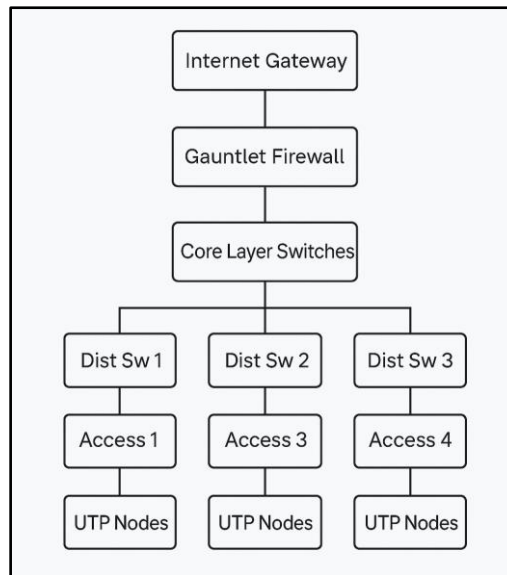 Internet Gateway
Gauntlet Firewall
Core Layer Switches
Dist Sw 1
Dist Sw 2
Dist Sw 3
Access 1
Access 3
Access 4
UTP Nodes
UTP Nodes
UTP Nodes